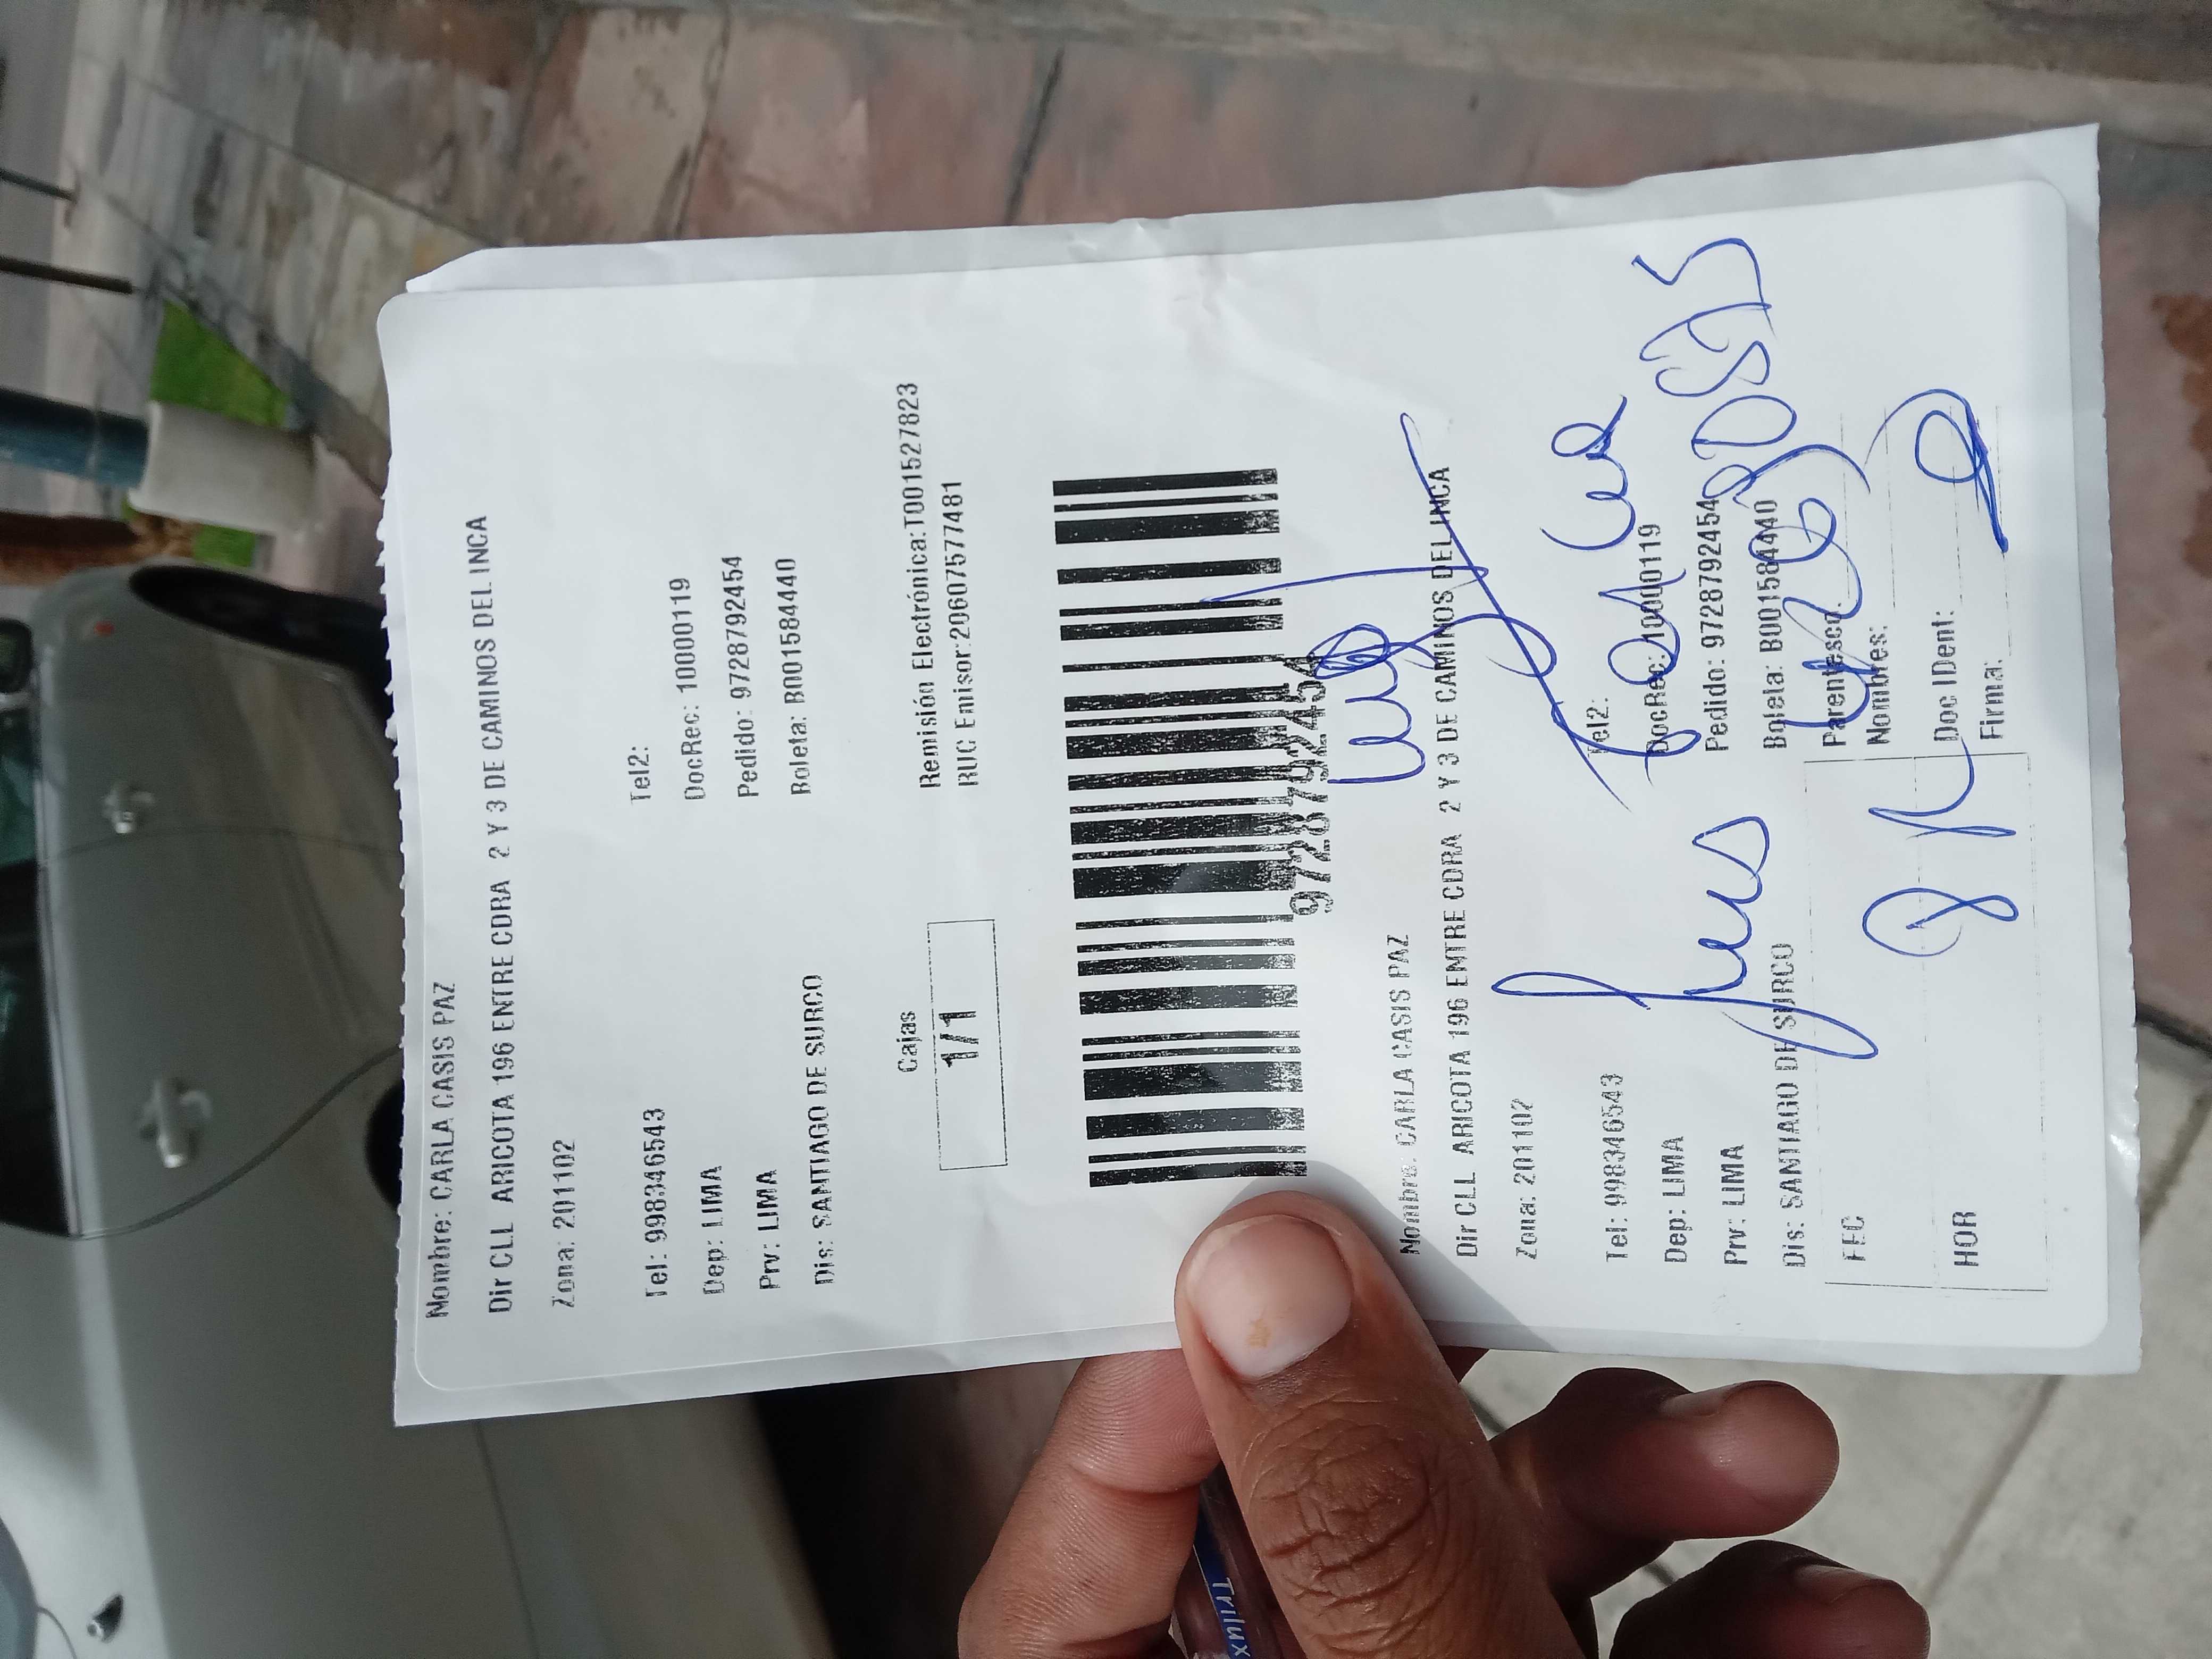 Nombre: CARLA CASIS PAZ
Dir CLL ARICOTA 196 ENTRE CDRA 2 Y 3 DE CAMINOS DEL INCA
Zona: 201102
Tel: 998346543 Tel2:
Dep: LIMA DocRec: 10000119
Prv: LIMA Pedido: 972879792454
Dis: SANTIAGO DE SURCO Boleta: B001584440
Cajas
1/1
Remisión Electrónica:T001527823
RUC Emisor:20607577481
972879792454
Nombre: CARLA CASIS PAZ
Dir CLL ARICOTA 196 ENTRE CDRA 2 Y 3 DE CAMINOS DEL INCA
Zona: 201102
Tel: 998346543 Tel2:
Dep: LIMA DocRec: 10000119
Prv: LIMA Pedido: 972879792454
Dis: SANTIAGO DE SURCO Boleta: B001584440
FEC
HOR
Parentesco:
Nombres:
Doc IDent:
Firma:
Trilux